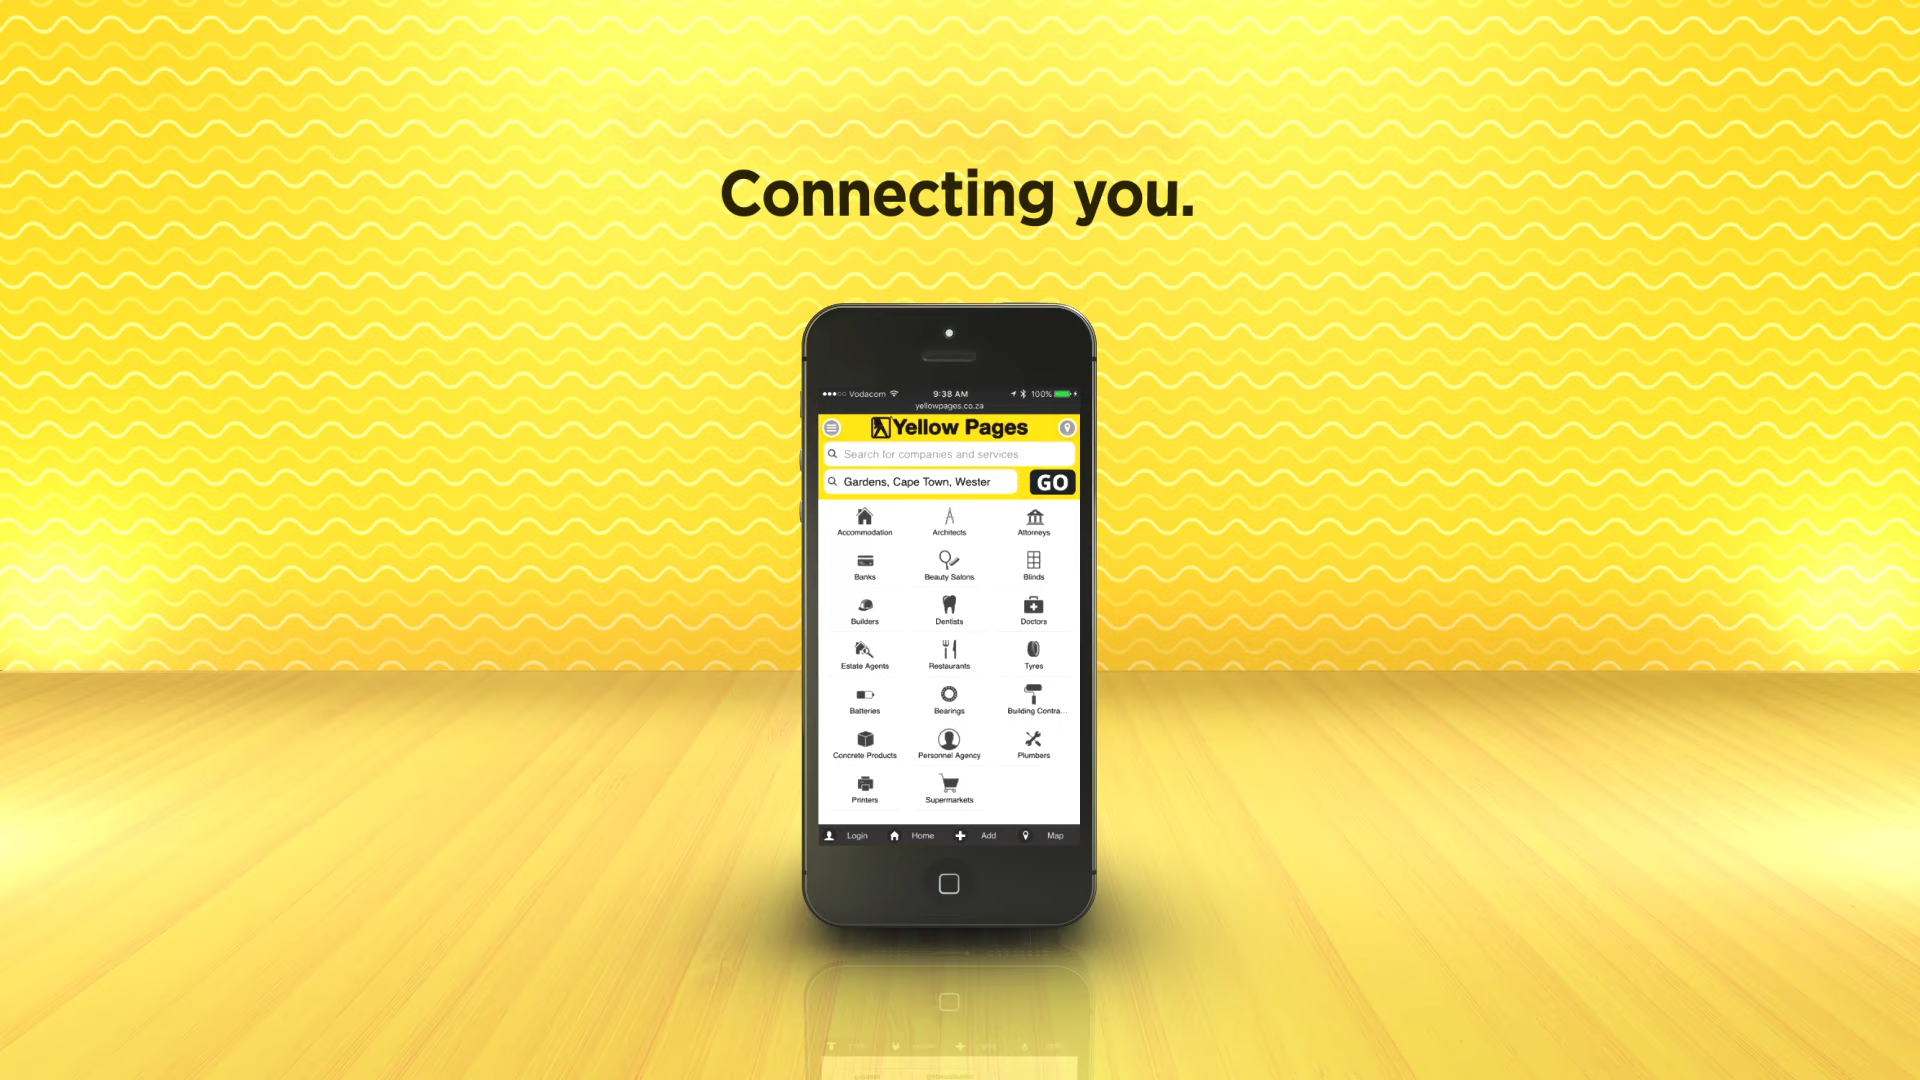 Connecting you.
Vodacom 9:38 AM 100%
yellowpages.co.za
Yellow Pages
Search for companies and services
Gardens, Cape Town, Wester GO
Accommodation Architects Attorneys
Banks Beauty Salons Blinds
Builders Dentists Doctors
Estate Agents Restaurants Tyres
Batteries Bearings Building Contra...
Concrete Products Personnel Agency Plumbers
Printers Supermarkets
Login Home Add Map